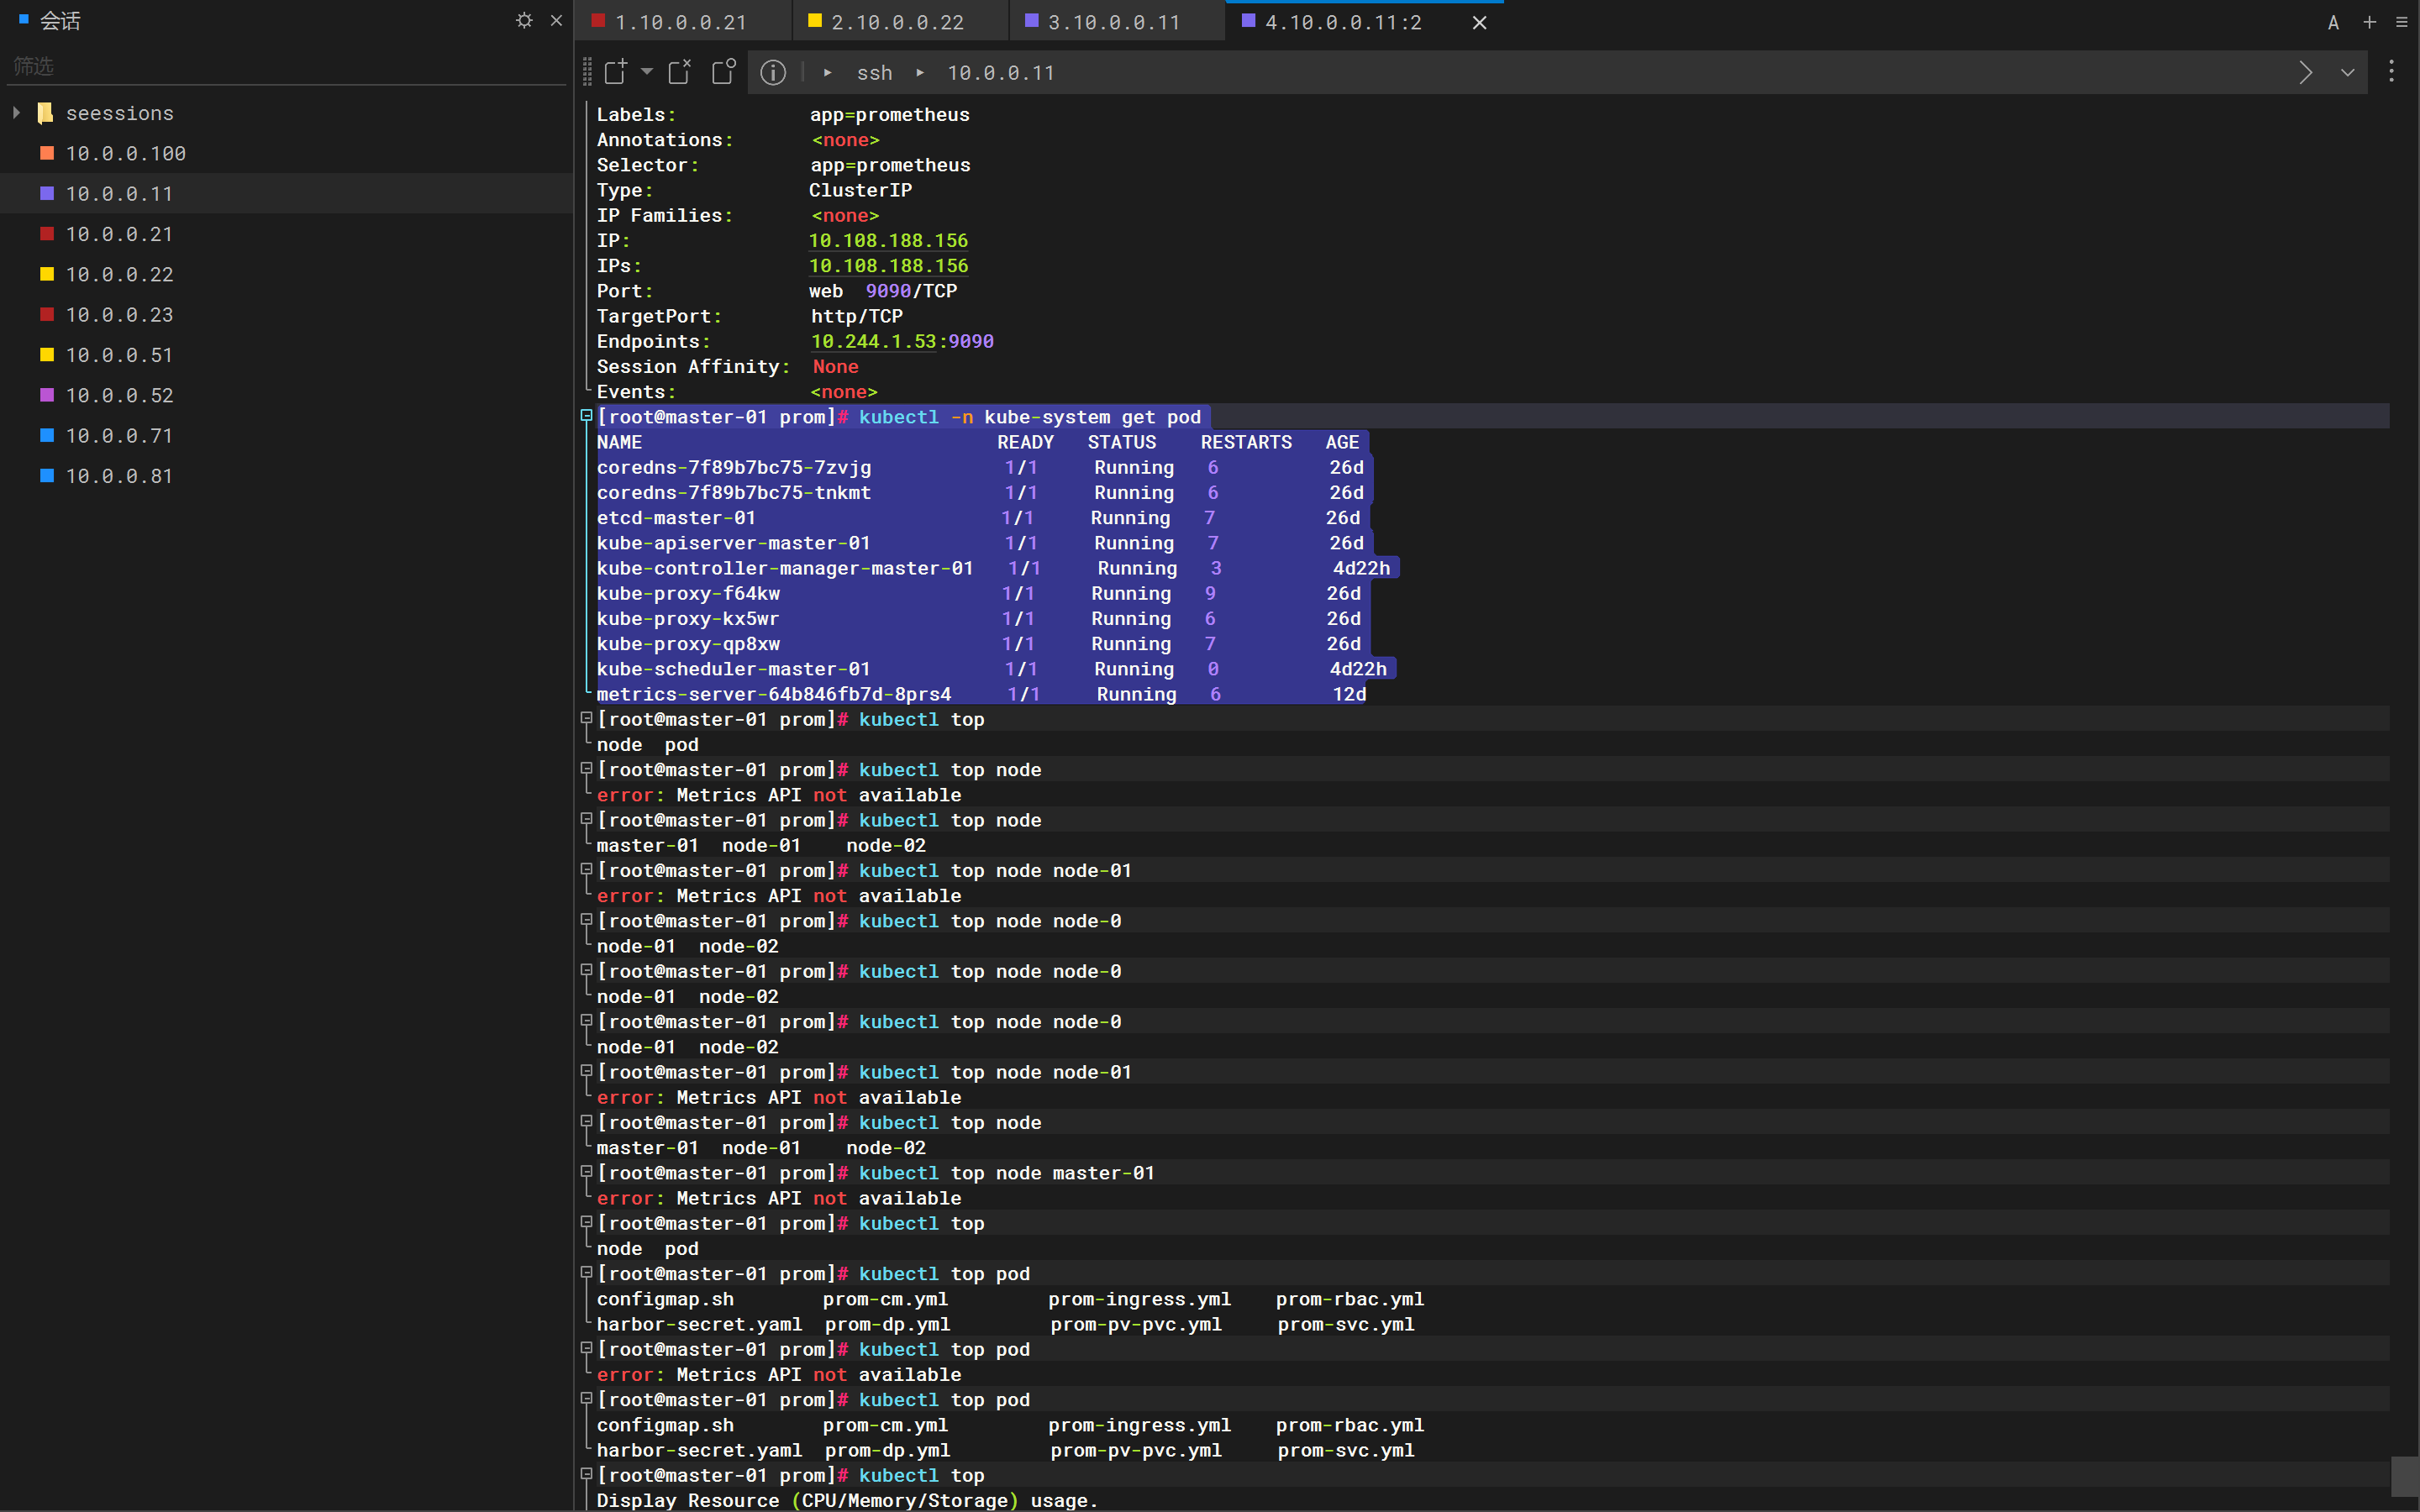 会话
筛选
seessions
10.0.0.100
10.0.0.11
10.0.0.21
10.0.0.22
10.0.0.23
10.0.0.51
10.0.0.52
10.0.0.71
10.0.0.81
1.10.0.0.21 2.10.0.0.22 3.10.0.0.11 4.10.0.0.11:2 A
ssh 10.0.0.11
Labels: app=prometheus
Annotations: <none>
Selector: app=prometheus
Type: ClusterIP
IP Families: <none>
IP: 10.108.188.156
IPs: 10.108.188.156
Port: web 9090/TCP
TargetPort: http/TCP
Endpoints: 10.244.1.53:9090
Session Affinity: None
Events: <none>
[root@master-01 prom]# kubectl -n kube-system get pod
NAME READY STATUS RESTARTS AGE
coredns-7f89b7bc75-7zvjg 1/1 Running 6 26d
coredns-7f89b7bc75-tnkmt 1/1 Running 6 26d
etcd-master-01 1/1 Running 7 26d
kube-apiserver-master-01 1/1 Running 7 26d
kube-controller-manager-master-01 1/1 Running 3 4d22h
kube-proxy-f64kw 1/1 Running 9 26d
kube-proxy-kx5wr 1/1 Running 6 26d
kube-proxy-qp8xw 1/1 Running 7 26d
kube-scheduler-master-01 1/1 Running 0 4d22h
metrics-server-64b846fb7d-8prs4 1/1 Running 6 12d
[root@master-01 prom]# kubectl top
node pod
[root@master-01 prom]# kubectl top node
error: Metrics API not available
[root@master-01 prom]# kubectl top node
master-01 node-01 node-02
[root@master-01 prom]# kubectl top node node-01
error: Metrics API not available
[root@master-01 prom]# kubectl top node node-0
node-01 node-02
[root@master-01 prom]# kubectl top node node-0
node-01 node-02
[root@master-01 prom]# kubectl top node node-0
node-01 node-02
[root@master-01 prom]# kubectl top node node-01
error: Metrics API not available
[root@master-01 prom]# kubectl top node
master-01 node-01 node-02
[root@master-01 prom]# kubectl top node master-01
error: Metrics API not available
[root@master-01 prom]# kubectl top
node pod
[root@master-01 prom]# kubectl top pod
configmap.sh prom-cm.yml prom-ingress.yml prom-rbac.yml
harbor-secret.yaml prom-dp.yml prom-pv-pvc.yml prom-svc.yml
[root@master-01 prom]# kubectl top pod
error: Metrics API not available
[root@master-01 prom]# kubectl top pod
configmap.sh prom-cm.yml prom-ingress.yml prom-rbac.yml
harbor-secret.yaml prom-dp.yml prom-pv-pvc.yml prom-svc.yml
[root@master-01 prom]# kubectl top
Display Resource (CPU/Memory/Storage) usage.